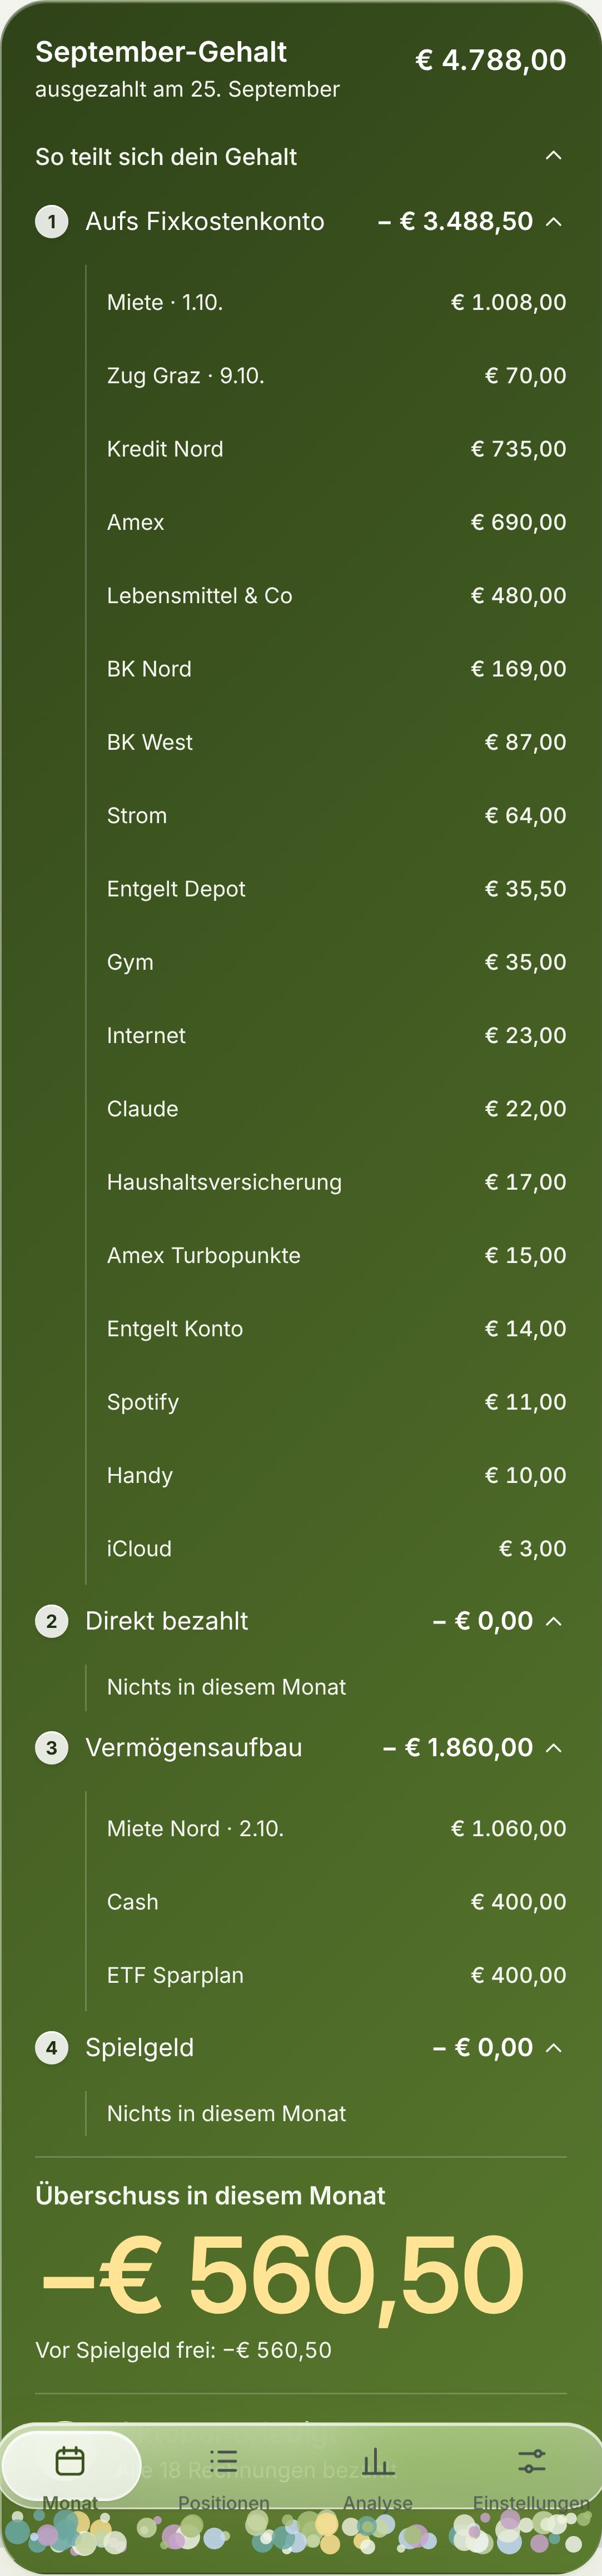 September-Gehalt
€ 4.788,00
ausgezahlt am 25. September
So teilt sich dein Gehalt
1 Aufs Fixkostenkonto – € 3.488,50
Miete · 1.10. € 1.008,00
Zug Graz · 9.10. € 70,00
Kredit Nord € 735,00
Amex € 690,00
Lebensmittel & Co € 480,00
BK Nord € 169,00
BK West € 87,00
Strom € 64,00
Entgelt Depot € 35,50
Gym € 35,00
Internet € 23,00
Claude € 22,00
Haushaltsversicherung € 17,00
Amex Turbopunkte € 15,00
Entgelt Konto € 14,00
Spotify € 11,00
Handy € 10,00
iCloud € 3,00
2 Direkt bezahlt – € 0,00
Nichts in diesem Monat
3 Vermögensaufbau – € 1.860,00
Miete Nord · 2.10. € 1.060,00
Cash € 400,00
ETF Sparplan € 400,00
4 Spielgeld – € 0,00
Nichts in diesem Monat
Überschuss in diesem Monat
–€ 560,50
Vor Spielgeld frei: –€ 560,50
18 Rechnungen
Monat Positionen Analyse Einstellungen